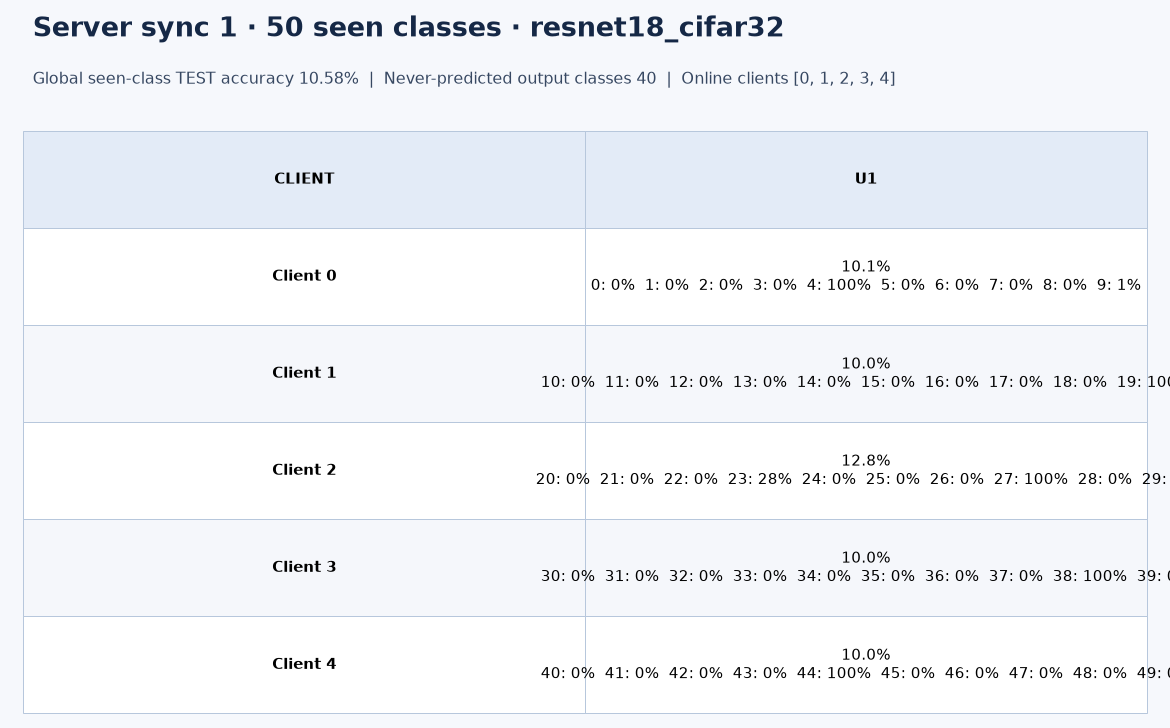 Server sync 1 · 50 seen classes · resnet18_cifar32
Global seen-class TEST accuracy 10.58% | Never-predicted output classes 40 | Online clients [0, 1, 2, 3, 4]
CLIENT U1
Client 0
10.1%
0: 0% 1: 0% 2: 0% 3: 0% 4: 100% 5: 0% 6: 0% 7: 0% 8: 0% 9: 1%
Client 1
10.0%
10: 0% 11: 0% 12: 0% 13: 0% 14: 0% 15: 0% 16: 0% 17: 0% 18: 0% 19:
Client 2
12.8%
20: 0% 21: 0% 22: 0% 23: 28% 24: 0% 25: 0% 26: 0% 27: 100% 28: 0% 29:
Client 3
10.0%
30: 0% 31: 0% 32: 0% 33: 0% 34: 0% 35: 0% 36: 0% 37: 0% 38: 100% 39:
Client 4
10.0%
40: 0% 41: 0% 42: 0% 43: 0% 44: 100% 45: 0% 46: 0% 47: 0% 48: 0% 49: